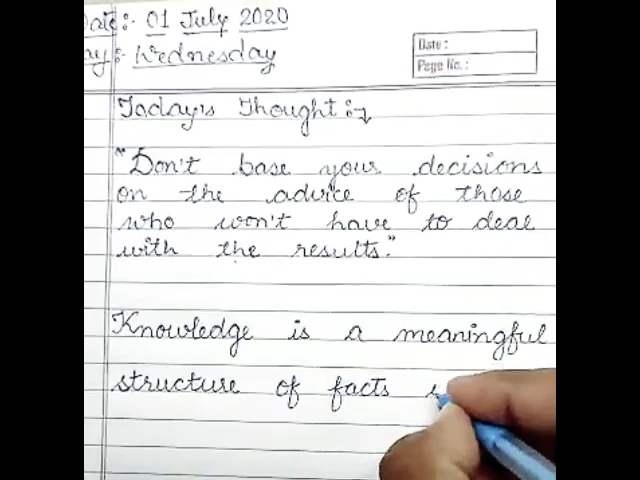 Date:- 01 July 2020
Day:- Wednesday
Date :
Page No. :
Today's Thought :-
"Don't base your decisions
on the advice of those
who won't have to deal
with the results."
Knowledge is a meaningful
structure of facts